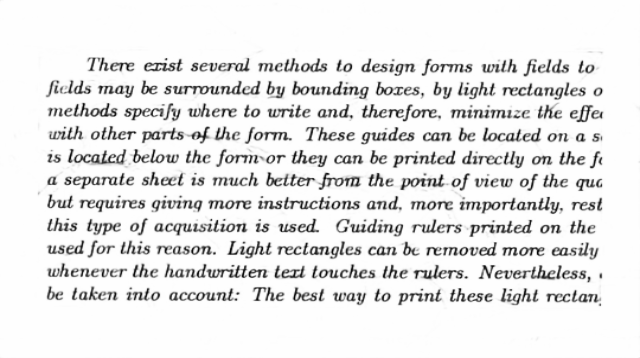 There exist several methods to design forms with fields to
fields may be surrounded by bounding boxes, by light rectangles o
methods specify where to write and, therefore, minimize the effe
with other parts of the form. These guides can be located on a s
is located below the form or they can be printed directly on the fo
a separate sheet is much better from the point of view of the qua
but requires giving more instructions and, more importantly, rest
this type of acquisition is used. Guiding rulers printed on the
used for this reason. Light rectangles can be removed more easily
whenever the handwritten text touches the rulers. Nevertheless,
be taken into account: The best way to print these light rectan